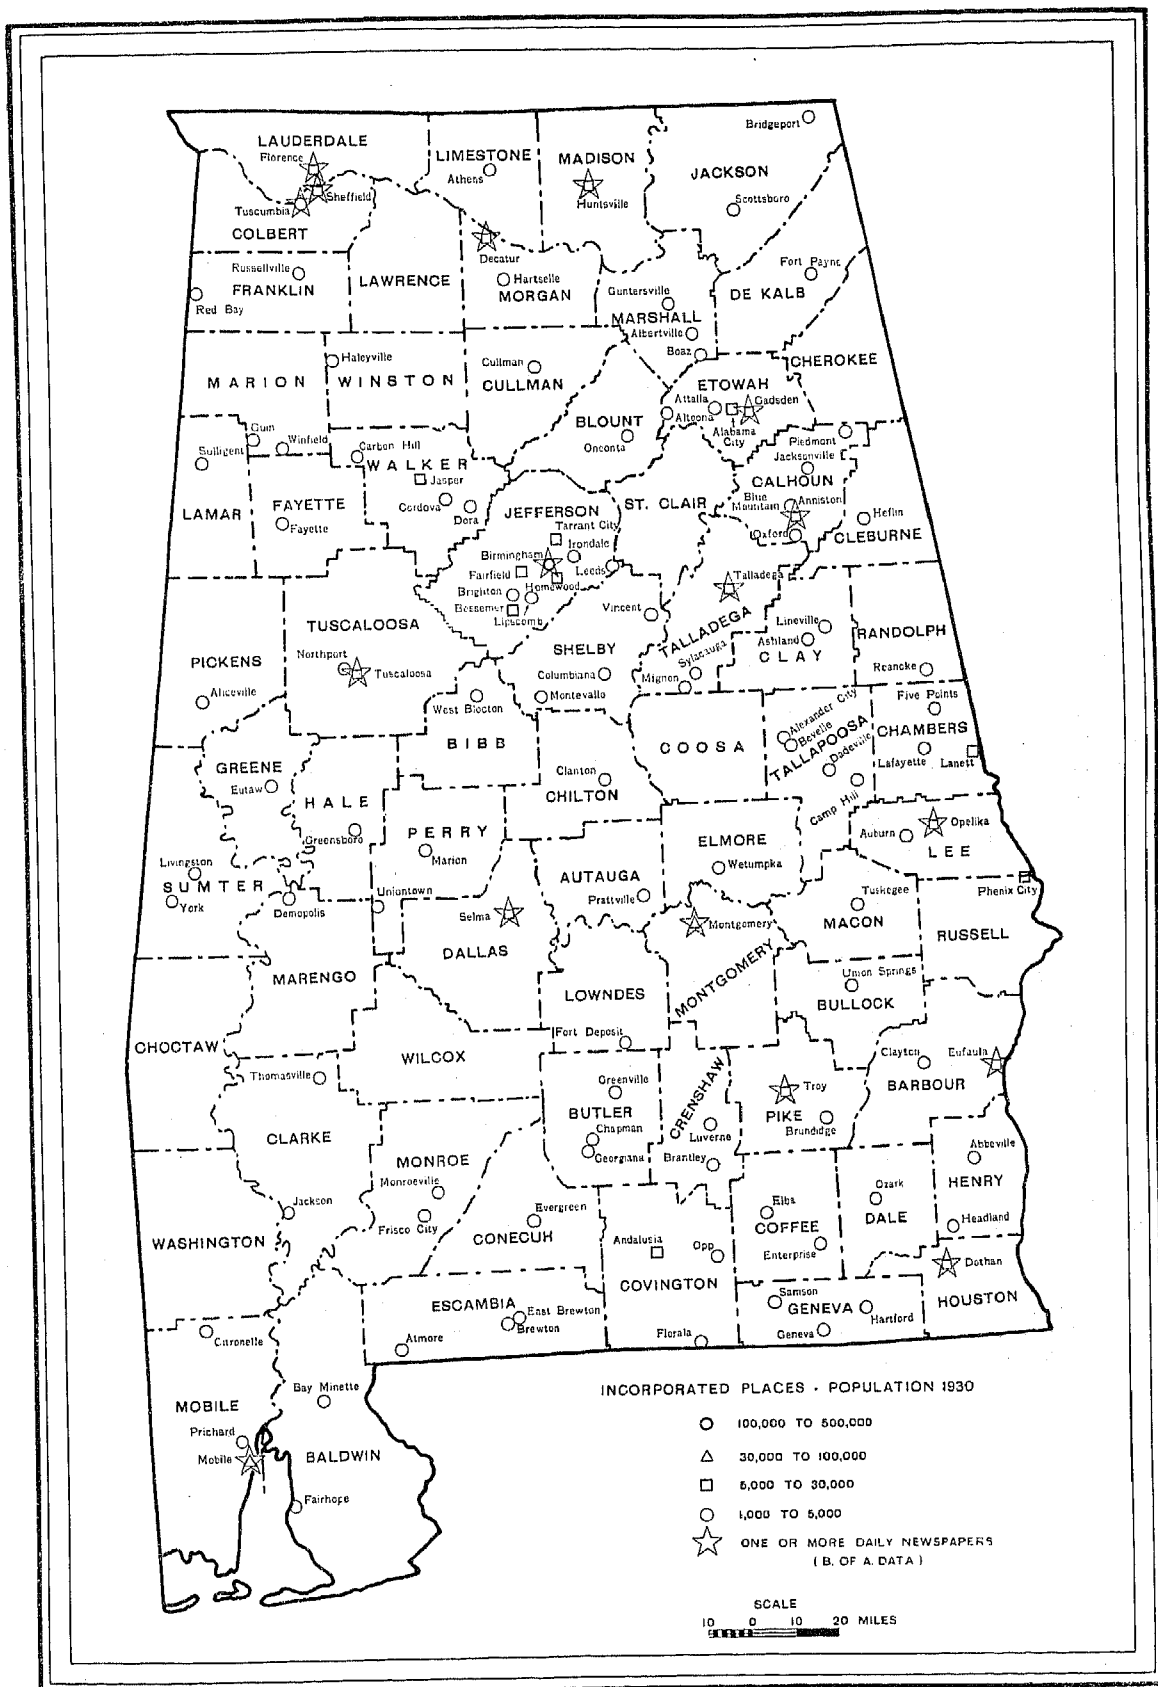 Bridgeport
LAUDERDALE
Florence
LIMESTONE
Athens
MADISON
Huntsville
JACKSON
Scottsboro
Sheffield
Tuscumbia
COLBERT
Decatur
Russellville
FRANKLIN
Red Bay
LAWRENCE
Hartselle
MORGAN
Guntersville
MARSHALL
Albertville
Boaz
Fort Payne
DE KALB
CHEROKEE
MARION
Haleyville
WINSTON
Cullman
CULLMAN
ETOWAH
Attalla
Gadsden
Altoona
Alabama
City
BLOUNT
Oneonta
Guin
Winfield
Sulligent
Carbon Hill
WALKER
Jasper
Cordova
Dora
Piedmont
Jacksonville
CALHOUN
Blue
Mountain
Anniston
Oxford
Heflin
CLEBURNE
LAMAR
FAYETTE
Fayette
JEFFERSON
Tarrant City
Birmingham
Irondale
Fairfield
Leeds
Brighton
Homewood
Bessemer
Lipscomb
ST. CLAIR
Talladega
TALLADEGA
Vincent
Sylacauga
Mignon
Lineville
Ashland
CLAY
RANDOLPH
Roanoke
TUSCALOOSA
Northport
Tuscaloosa
PICKENS
Aliceville
SHELBY
Columbiana
Montevallo
West Blocton
BIBB
COOSA
Alexander City
Bevelle
TALLAPOOSA
Dadeville
Camp Hill
Five Points
CHAMBERS
Lafayette
Lanett
GREENE
Eutaw
HALE
Greensboro
PERRY
Marion
Clanton
CHILTON
ELMORE
Wetumpka
Auburn
Opelika
LEE
Phenix City
Livingston
SUMTER
York
Demopolis
Uniontown
Selma
DALLAS
AUTAUGA
Prattville
Montgomery
MONTGOMERY
Tuskegee
MACON
RUSSELL
MARENGO
LOWNDES
Fort Deposit
Union Springs
BULLOCK
CHOCTAW
Thomasville
WILCOX
Greenville
BUTLER
Chapman
Georgiana
CRENSHAW
Luverne
Brantley
Troy
PIKE
Brundidge
Clayton
Eufaula
BARBOUR
CLARKE
Jackson
MONROE
Monroeville
Frisco City
Evergreen
CONECUH
Andalusia
Opp
COVINGTON
Florala
Elba
COFFEE
Enterprise
Ozark
DALE
Abbeville
HENRY
Headland
Dothan
HOUSTON
WASHINGTON
Citronelle
ESCAMBIA
East Brewton
Brewton
Atmore
Samson
GENEVA
Hartford
Geneva
MOBILE
Prichard
Mobile
Bay Minette
BALDWIN
Fairhope
INCORPORATED PLACES - POPULATION 1930
100,000 TO 500,000
30,000 TO 100,000
5,000 TO 30,000
1,000 TO 5,000
ONE OR MORE DAILY NEWSPAPERS
( B. OF A. DATA )
SCALE
10 0 10 20 MILES